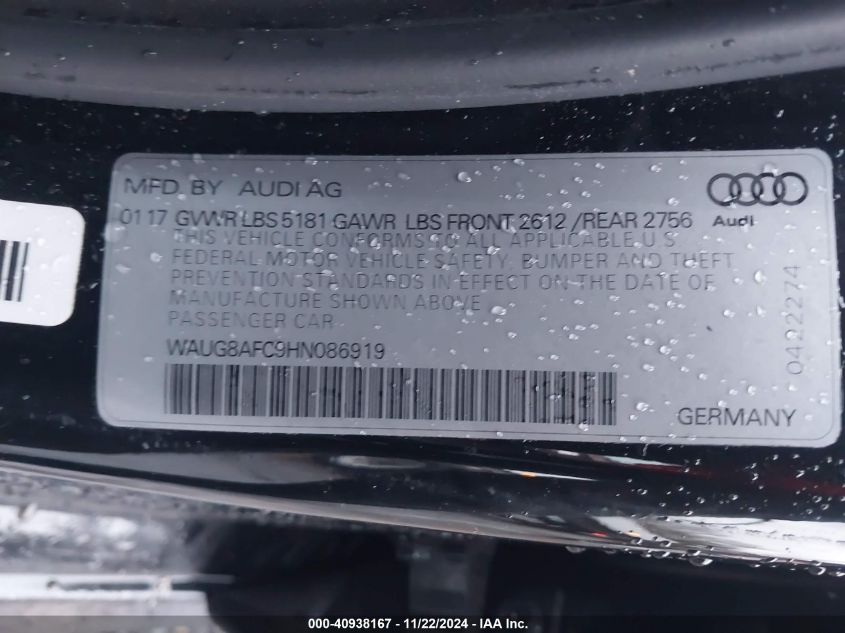 MFD. BY AUDI AG
Audi
01 17 GVWR LBS 5181 GAWR LBS FRONT 2612 / REAR 2756
THIS VEHICLE CONFORMS TO ALL APPLICABLE U.S
FEDERAL MOTOR VEHICLE SAFETY, BUMPER AND THEFT
PREVENTION STANDARDS IN EFFECT ON THE DATE OF
MANUFACTURE SHOWN ABOVE
PASSENGER CAR
WAUG8AFC9HN086919
0422274
GERMANY
000-40938167 - 11/22/2024 - IAA Inc.